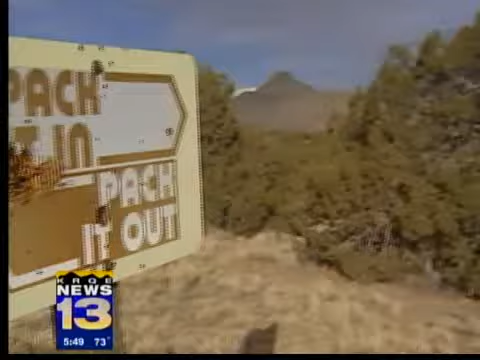 PACK
IT IN
PACK
IT OUT
KRQE
NEWS
13
5:49 73°